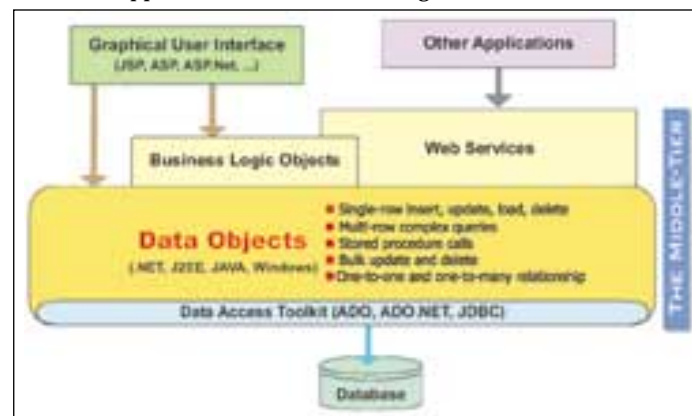 Graphical User Interface
(JSP, ASP, ASP.Net, ...)
Other Applications
Business Logic Objects
Web Services
Data Objects
(.NET, J2EE, JAVA, Windows)
Single-row insert, update, load, delete
Multi-row complex queries
Stored procedure calls
Bulk update and delete
One-to-one and one-to-many relationship
Data Access Toolkit (ADO, ADO.NET, JDBC)
THE MIDDLE-TIER
Database